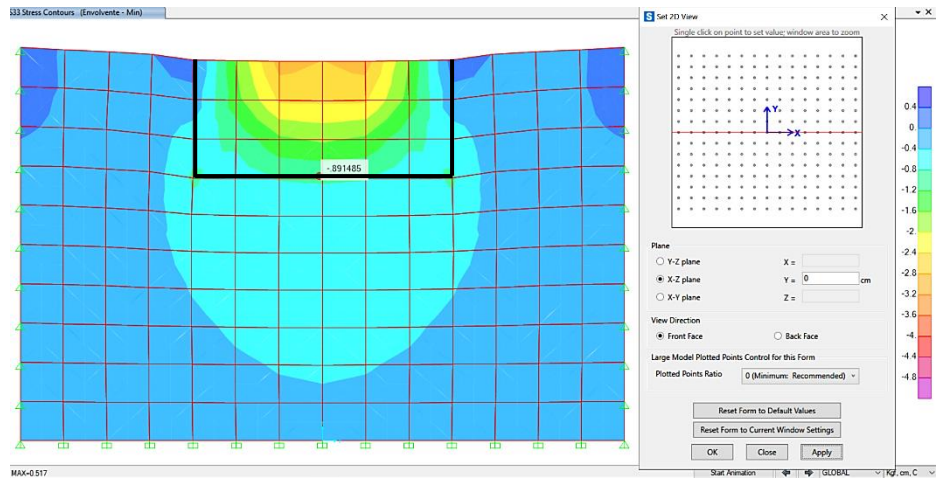 S33 Stress Contours (Envolvente - Min)
-.891485
MAX=0.517
Set 2D View
Single click on point to set value; window area to zoom
Y
X
Plane
Y-Z plane
X =
X-Z plane
Y = 0 cm
X-Y plane
Z =
View Direction
Front Face
Back Face
Large Model Plotted Points Control for this Form
Plotted Points Ratio
0 (Minimum: Recommended)
Reset Form to Default Values
Reset Form to Current Window Settings
OK
Close
Apply
0.4
0.
-0.4
-0.8
-1.2
-1.6
-2.
-2.4
-2.8
-3.2
-3.6
-4.
-4.4
-4.8
Start Animation
GLOBAL
Kgf, cm, C